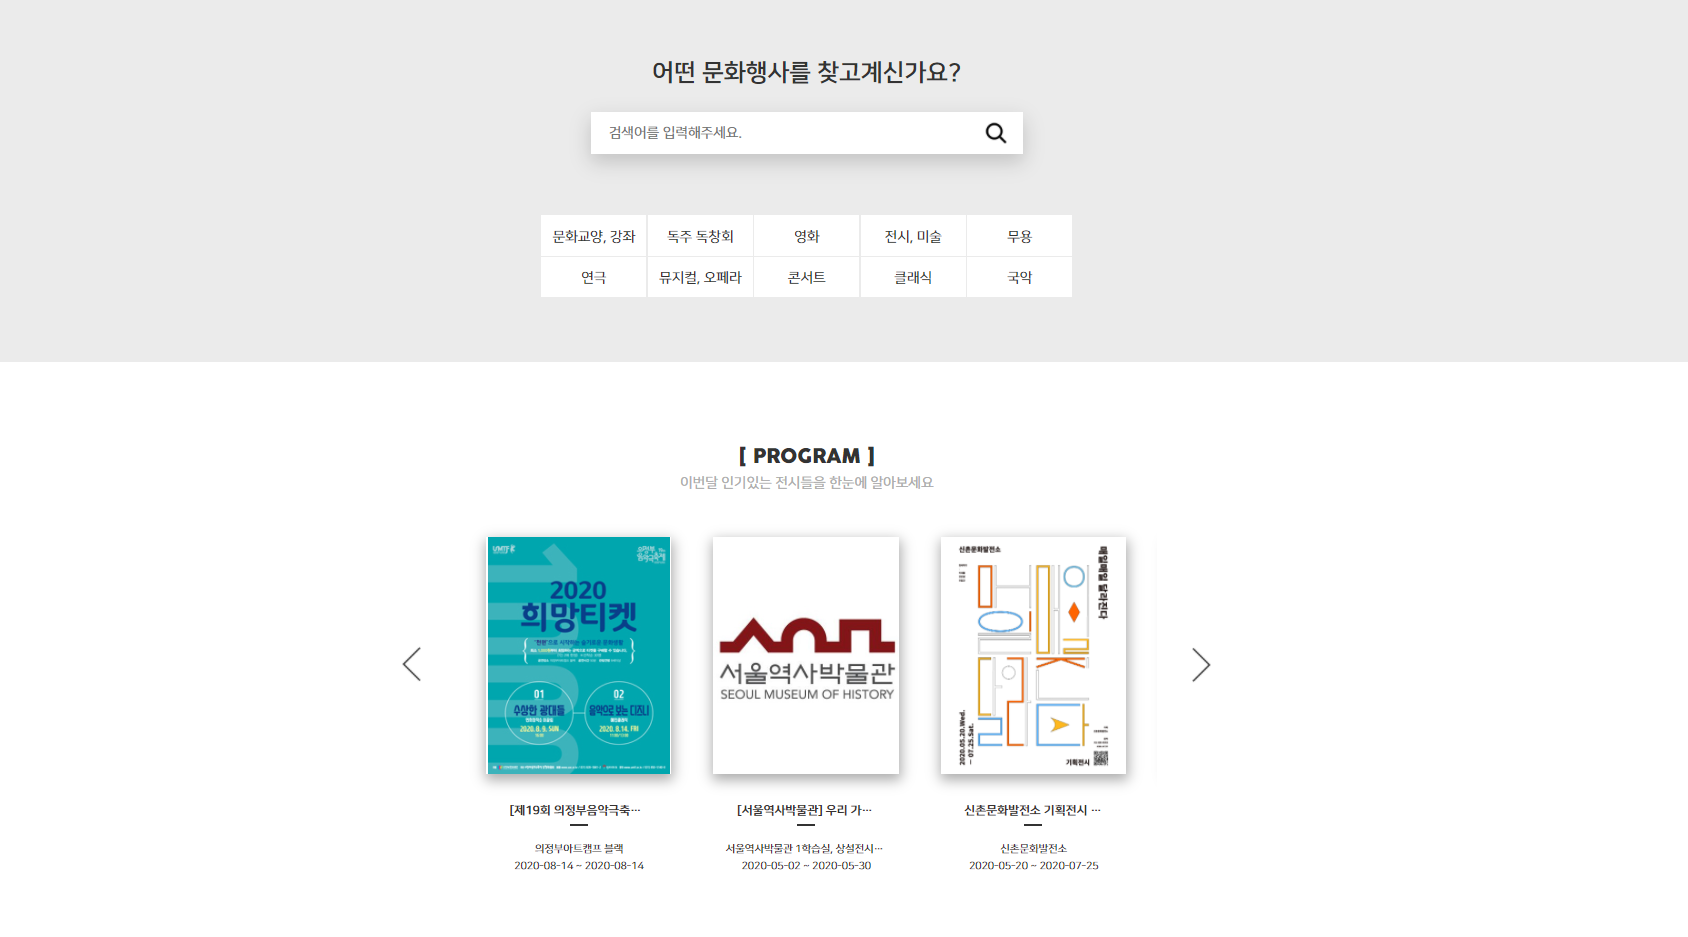 어떤 문화행사를 찾고계신가요?
검색어를 입력해주세요.
문화교양, 강좌
독주 독창회
영화
전시, 미술
무용
연극
뮤지컬, 오페라
콘서트
클래식
국악
[ PROGRAM ]
이번달 인기있는 전시들을 한눈에 알아보세요
2020
희망티켓
01
수상한 광대들
2020. 8. 9. SUN
02
음악으로 보는 디즈니
2020. 8. 14. FRI
서울역사박물관
SEOUL MUSEUM OF HISTORY
신촌문화발전소
매일매일 달라진다
2020.05.20.Wed.
– 07.25.Sat.
기획전시
[제19회 의정부음악극축…
의정부아트캠프 블랙
2020-08-14 ~ 2020-08-14
[서울역사박물관] 우리 가…
서울역사박물관 1학습실, 상설전시…
2020-05-02 ~ 2020-05-30
신촌문화발전소 기획전시 …
신촌문화발전소
2020-05-20 ~ 2020-07-25